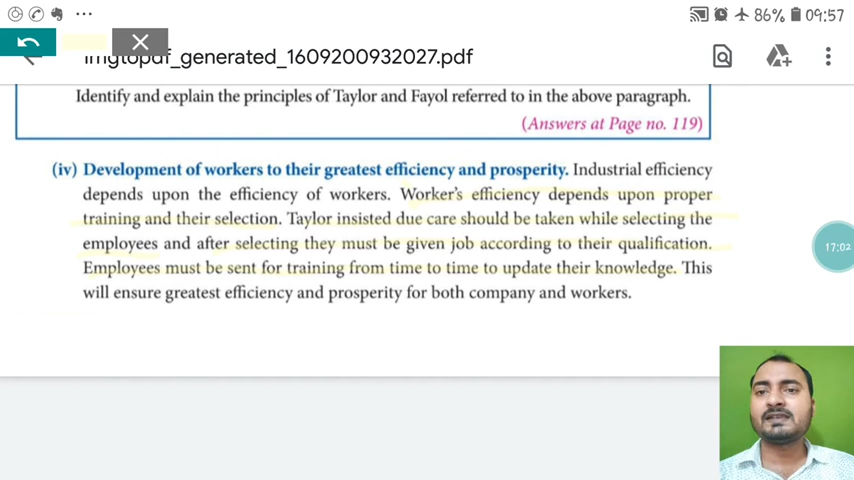 86% 09:57
imgtopdf_generated_1609200932027.pdf
Identify and explain the principles of Taylor and Fayol referred to in the above paragraph.
(Answers at Page no. 119)
(iv) Development of workers to their greatest efficiency and prosperity. Industrial efficiency
depends upon the efficiency of workers. Worker's efficiency depends upon proper
training and their selection. Taylor insisted due care should be taken while selecting the
employees and after selecting they must be given job according to their qualification.
Employees must be sent for training from time to time to update their knowledge. This
will ensure greatest efficiency and prosperity for both company and workers.
17:02